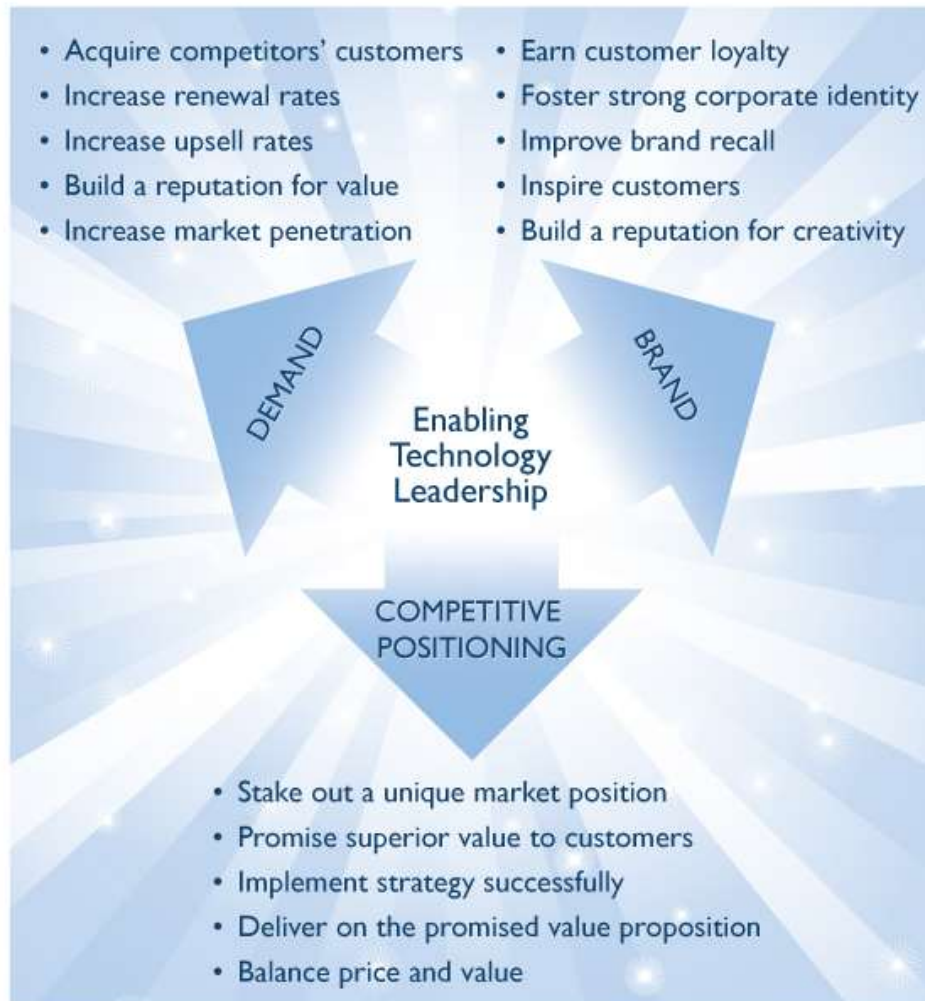 • Acquire competitors' customers
• Increase renewal rates
• Increase upsell rates
• Build a reputation for value
• Increase market penetration
• Earn customer loyalty
• Foster strong corporate identity
• Improve brand recall
• Inspire customers
• Build a reputation for creativity
DEMAND
BRAND
Enabling
Technology
Leadership
COMPETITIVE
POSITIONING
• Stake out a unique market position
• Promise superior value to customers
• Implement strategy successfully
• Deliver on the promised value proposition
• Balance price and value